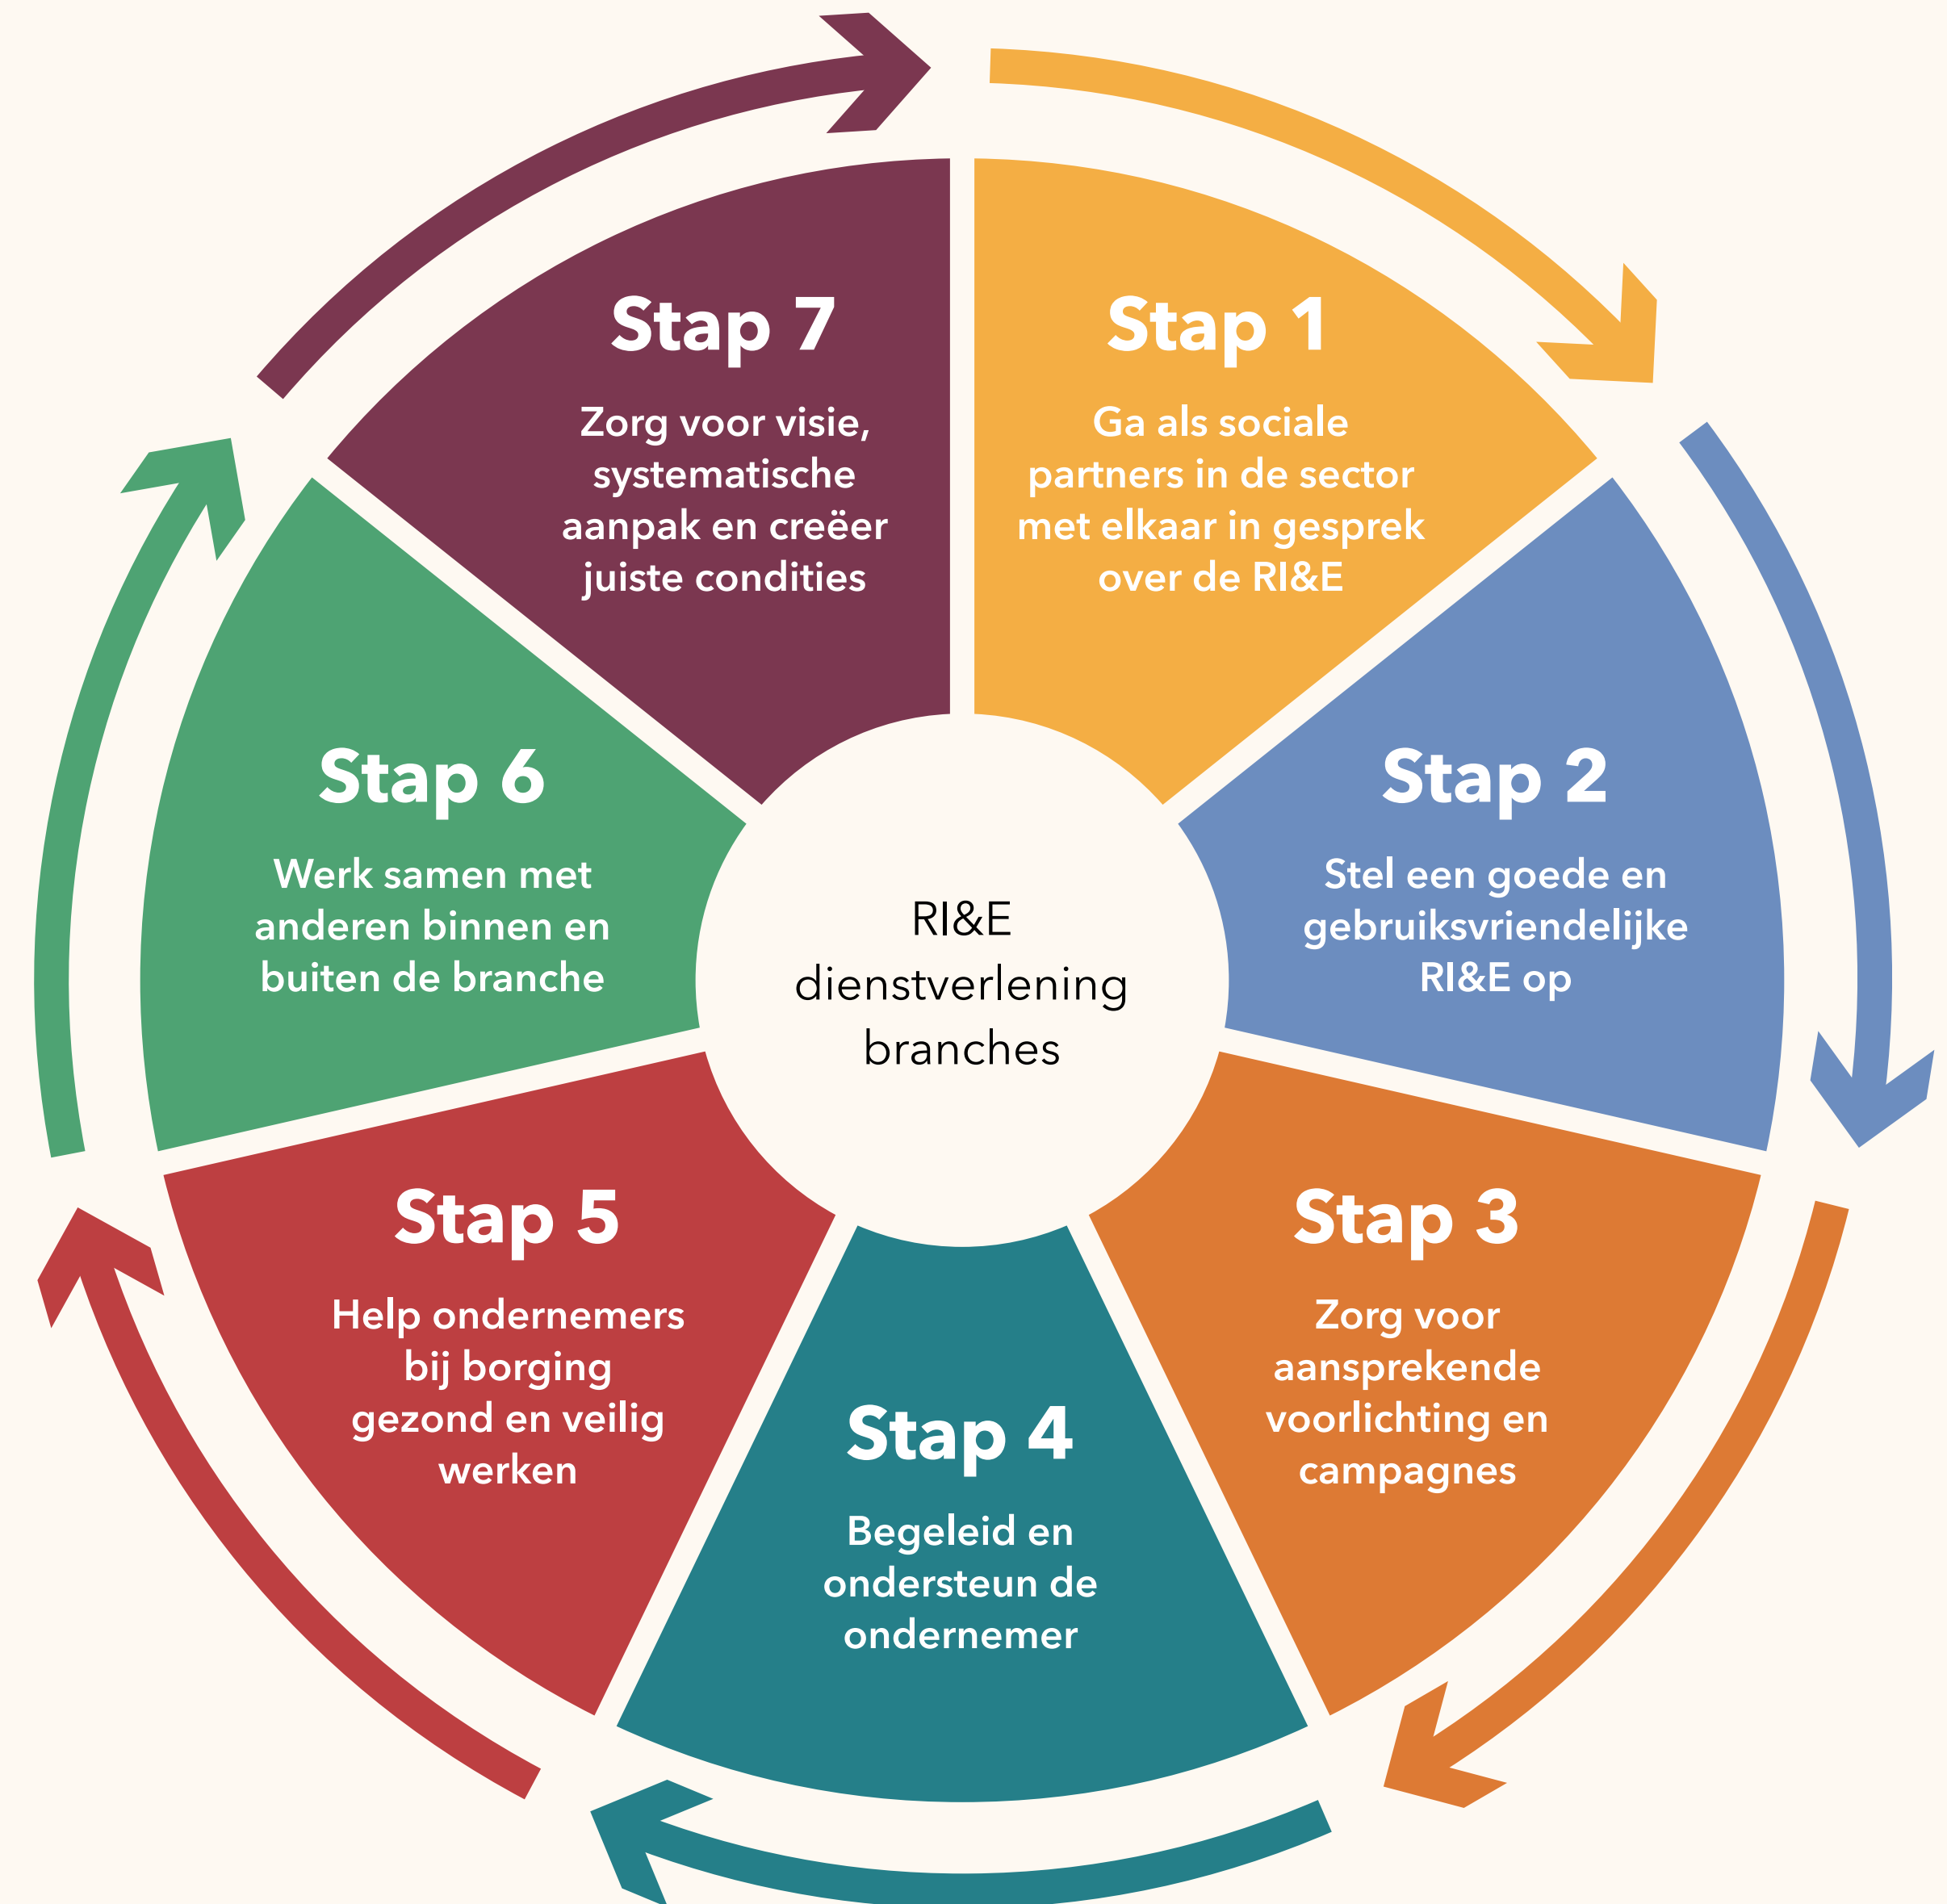 Stap 1
Ga als sociale
partners in de sector
met elkaar in gesprek
over de RI&E
Stap 2
Stel een goede en
gebruiksvriendelijke
RI&E op
Stap 3
Zorg voor
aansprekende
voorlichting en
campagnes
Stap 4
Begeleid en
ondersteun de
ondernemer
Stap 5
Help ondernemers
bij borging
gezond en veilig
werken
Stap 6
Werk samen met
anderen binnen en
buiten de branche
Stap 7
Zorg voor visie,
systematische
aanpak en creëer
juiste condities
RI&E
dienstverlening
branches